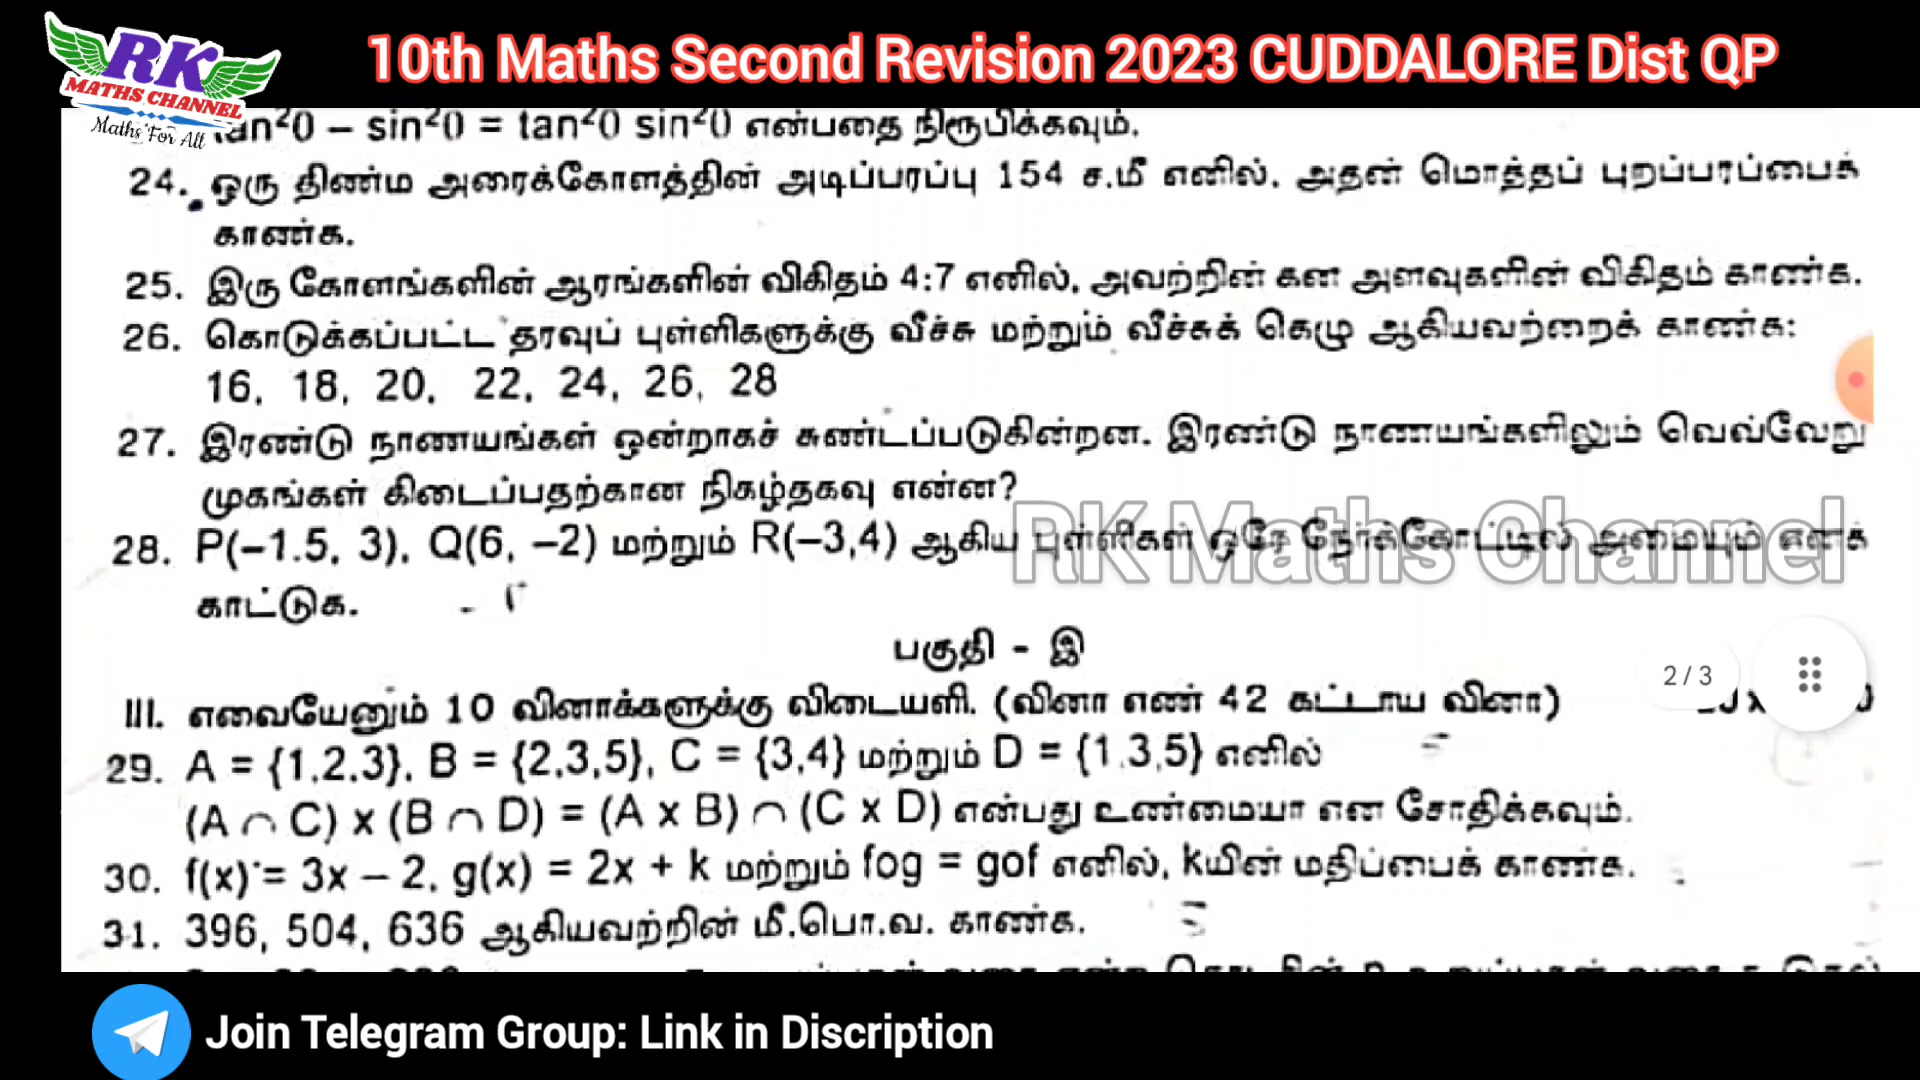 RK
MATHS CHANNEL
Maths For All
10th Maths Second Revision 2023 CUDDALORE Dist QP
tan²θ – sin²θ = tan²θ sin²θ என்பதை நிரூபிக்கவும்.
24. ஒரு திண்ம அரைக்கோளத்தின் அடிப்பரப்பு 154 ச.மீ எனில், அதன் மொத்தப் புறப்பரப்பைக்
காண்க.
25. இரு கோளங்களின் ஆரங்களின் விகிதம் 4:7 எனில், அவற்றின் கன அளவுகளின் விகிதம் காண்க.
26. கொடுக்கப்பட்ட தரவுப் புள்ளிகளுக்கு வீச்சு மற்றும் வீச்சுக் கெழு ஆகியவற்றைக் காண்க:
16, 18, 20, 22, 24, 26, 28
27. இரண்டு நாணயங்கள் ஒன்றாகச் சுண்டப்படுகின்றன. இரண்டு நாணயங்களிலும் வெவ்வேறு
முகங்கள் கிடைப்பதற்கான நிகழ்தகவு என்ன?
RK Maths Channel
28. P(–1.5, 3), Q(6, –2) மற்றும் R(–3,4) ஆகிய புள்ளிகள் ஒரே நேர்க்கோட்டில் அமையும் எனக்
காட்டுக.
பகுதி - இ
2 / 3
III. எவையேனும் 10 வினாக்களுக்கு விடையளி. (வினா எண் 42 கட்டாய வினா)
29. A = {1,2,3}, B = {2,3,5}, C = {3,4} மற்றும் D = {1,3,5} எனில்
(A ∩ C) x (B ∩ D) = (A x B) ∩ (C x D) என்பது உண்மையா என சோதிக்கவும்.
30. f(x) = 3x – 2, g(x) = 2x + k மற்றும் fog = gof எனில், kயின் மதிப்பைக் காண்க.
31. 396, 504, 636 ஆகியவற்றின் மீ.பொ.வ. காண்க.
Join Telegram Group: Link in Discription